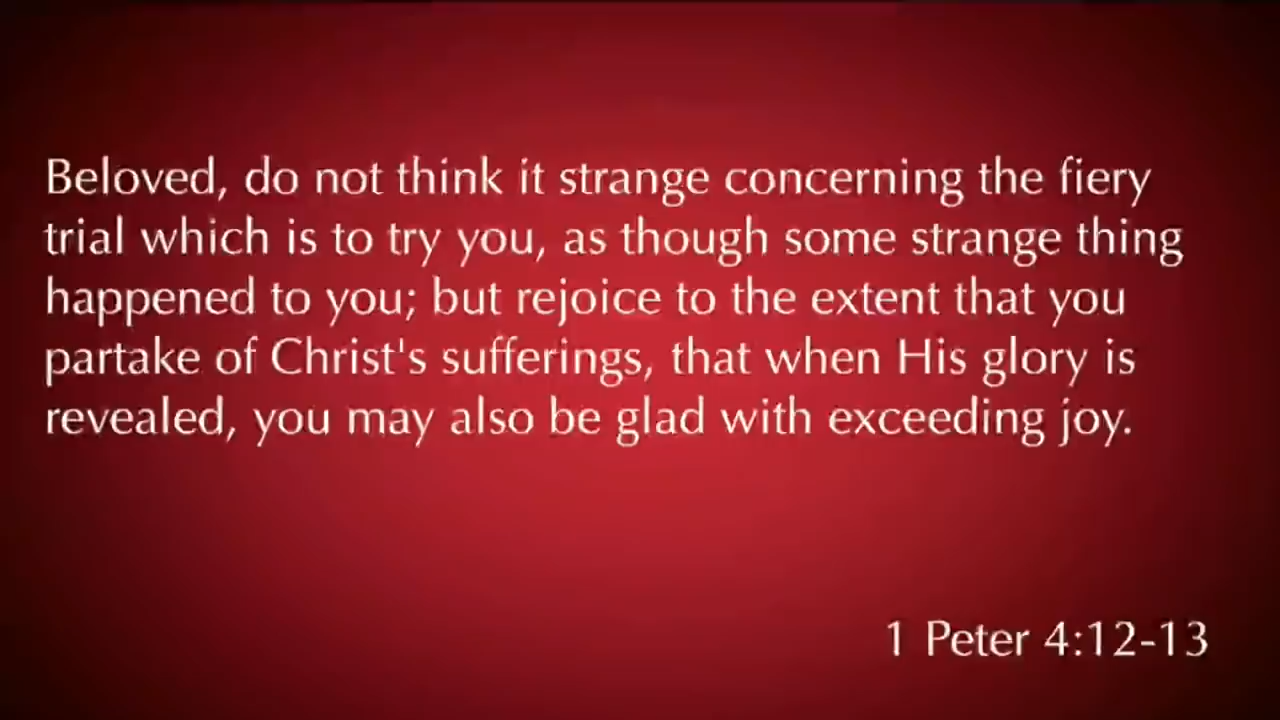 Beloved, do not think it strange concerning the fiery
trial which is to try you, as though some strange thing
happened to you; but rejoice to the extent that you
partake of Christ's sufferings, that when His glory is
revealed, you may also be glad with exceeding joy.
1 Peter 4:12-13